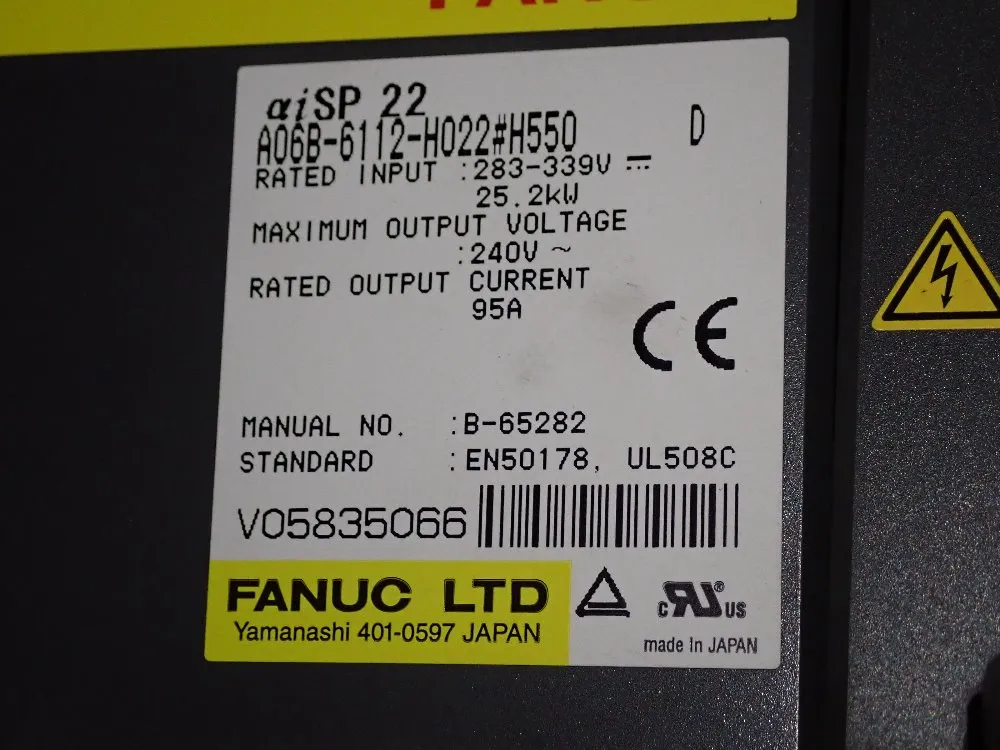 FANUC
αiSP 22
A06B-6112-H022#H550 D
RATED INPUT :283-339V ⎓
25.2kW
MAXIMUM OUTPUT VOLTAGE
:240V ~
RATED OUTPUT CURRENT
95A
CE
MANUAL NO. :B-65282
STANDARD :EN50178, UL508C
V05835066
FANUC LTD
Yamanashi 401-0597 JAPAN
c RU ® US
made in JAPAN